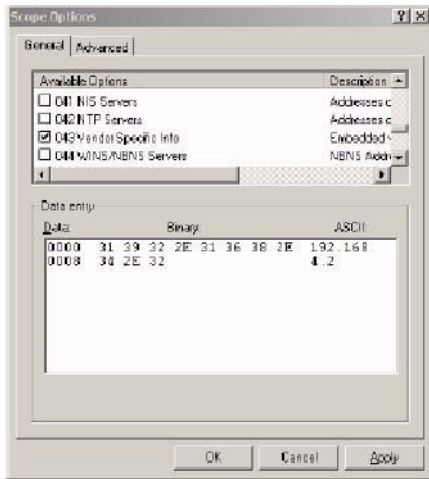 Scope Options
General Advanced
Available Options Description
041 NIS Servers Addresses c
042 NTP Servers Addresses c
043 Vendor Specific Info Embedded
044 WINS/NBNS Servers NBNS Addr
Data entry
Data: Binary: ASCII:
0000 31 39 32 2E 31 36 38 2E 192.168.
0008 34 2E 32 4.2
OK Cancel Apply